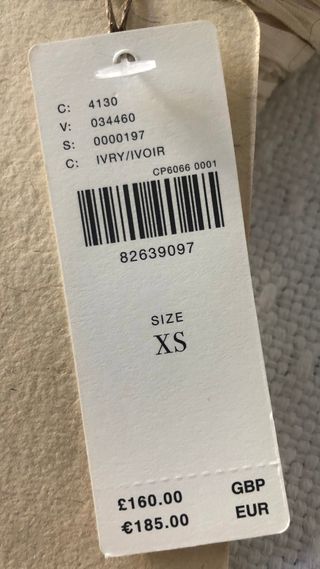 C: 4130
V: 034460
S: 0000197
C: IVRY/IVOIR
CP6066 0001
82639097
SIZE
XS
£160.00 GBP
€185.00 EUR